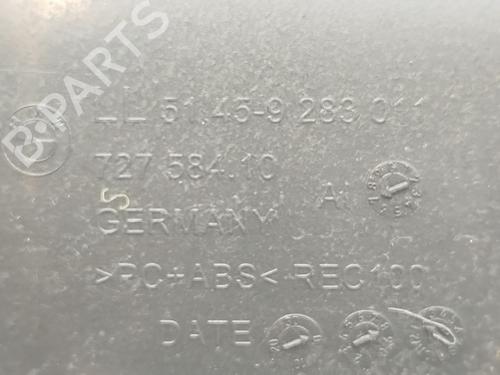 B-PARTS
LL 51.45-9 283 011
727 584.10
A
GERMANY
>PC+ABS< REC100
DATE